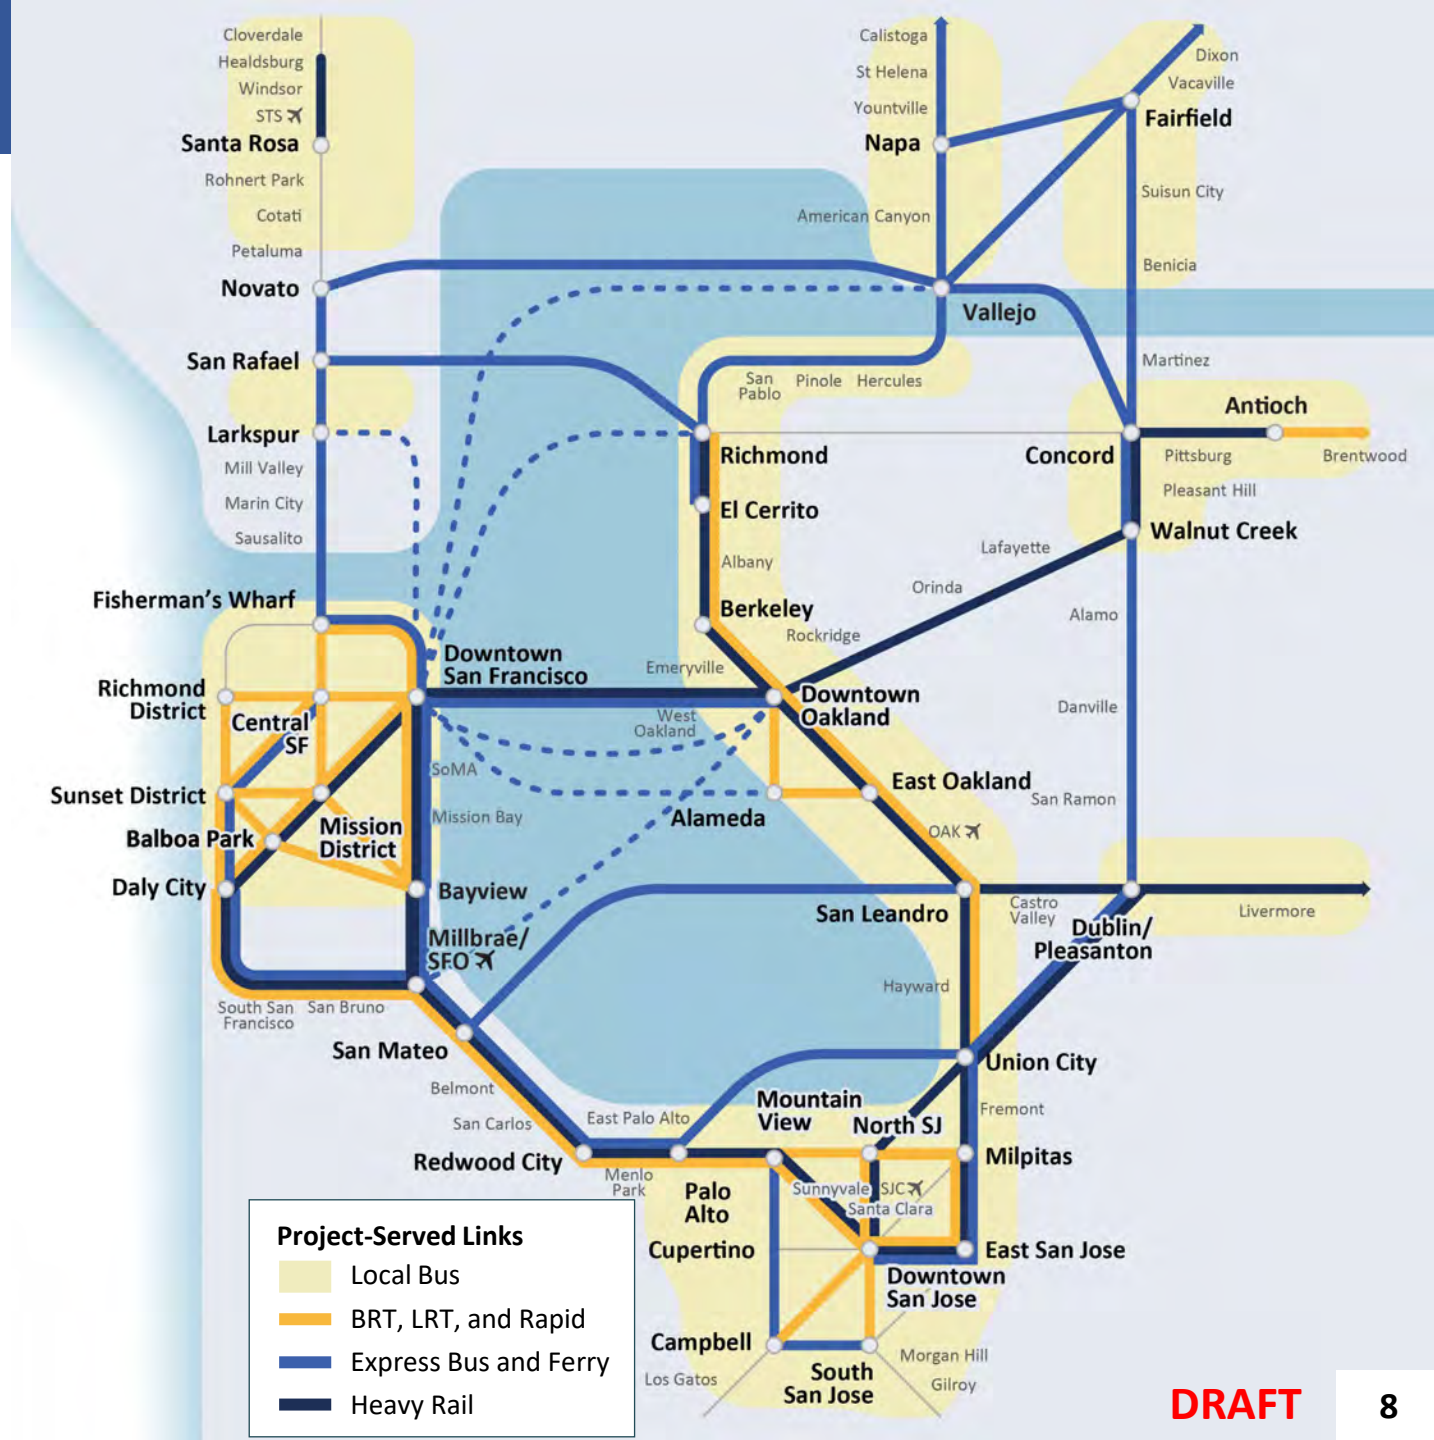 Cloverdale
Healdsburg
Windsor
STS
Santa Rosa
Rohnert Park
Cotati
Petaluma
Novato
San Rafael
Larkspur
Mill Valley
Marin City
Sausalito
Fisherman's Wharf
Calistoga
St Helena
Yountville
Napa
American Canyon
Dixon
Vacaville
Fairfield
Suisun City
Benicia
Vallejo
Martinez
San
Pablo
Pinole
Hercules
Antioch
Richmond
Concord
Pittsburg
Brentwood
Pleasant Hill
El Cerrito
Walnut Creek
Albany
Lafayette
Orinda
Berkeley
Rockridge
Alamo
Emeryville
Downtown
San Francisco
Richmond
District
Central
SF
West
Oakland
Downtown
Oakland
Danville
SoMA
Sunset District
East Oakland
San Ramon
Mission Bay
Alameda
OAK
Balboa Park
Mission
District
Daly City
Bayview
San Leandro
Castro
Valley
Livermore
Dublin/
Pleasanton
Millbrae/
SFO
Hayward
South San
Francisco
San Bruno
San Mateo
Union City
Belmont
San Carlos
East Palo Alto
Mountain
View
North SJ
Fremont
Redwood City
Milpitas
Menlo
Park
Palo
Alto
Sunnyvale
SJC
Santa Clara
Cupertino
East San Jose
Downtown
San Jose
Campbell
Los Gatos
South
San Jose
Morgan Hill
Gilroy
Project-Served Links
Local Bus
BRT, LRT, and Rapid
Express Bus and Ferry
Heavy Rail
DRAFT
8